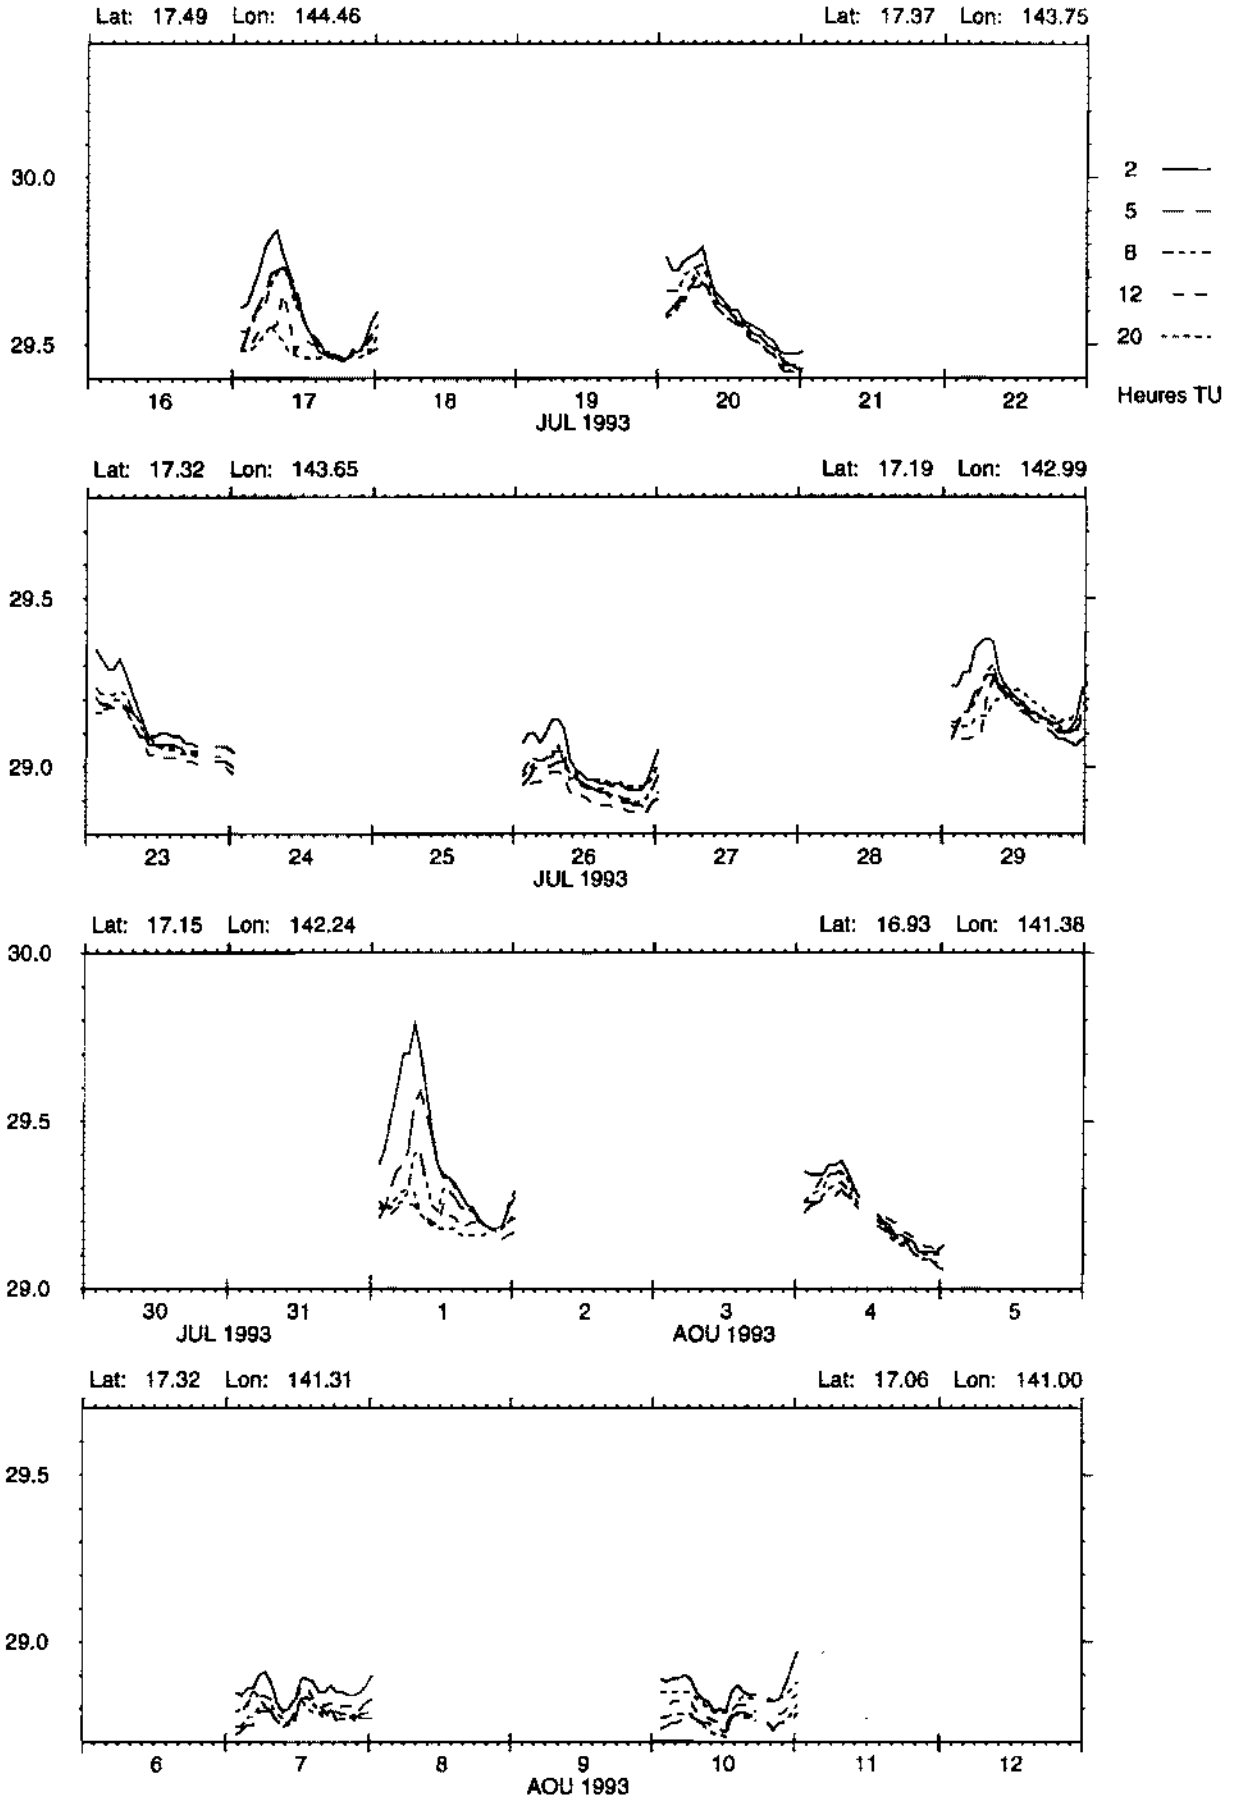 Lat: 17.49 Lon: 144.46
Lat: 17.37 Lon: 143.75
30.0
29.5
2
5
8
12
20
Heures TU
16 17 18 19 20 21 22
JUL 1993
Lat: 17.32 Lon: 143.65
Lat: 17.19 Lon: 142.99
29.5
29.0
23 24 25 26 27 28 29
JUL 1993
Lat: 17.15 Lon: 142.24
Lat: 16.93 Lon: 141.38
30.0
29.5
29.0
30 31 1 2 3 4 5
JUL 1993 AOU 1993
Lat: 17.32 Lon: 141.31
Lat: 17.06 Lon: 141.00
29.5
29.0
6 7 8 9 10 11 12
AOU 1993